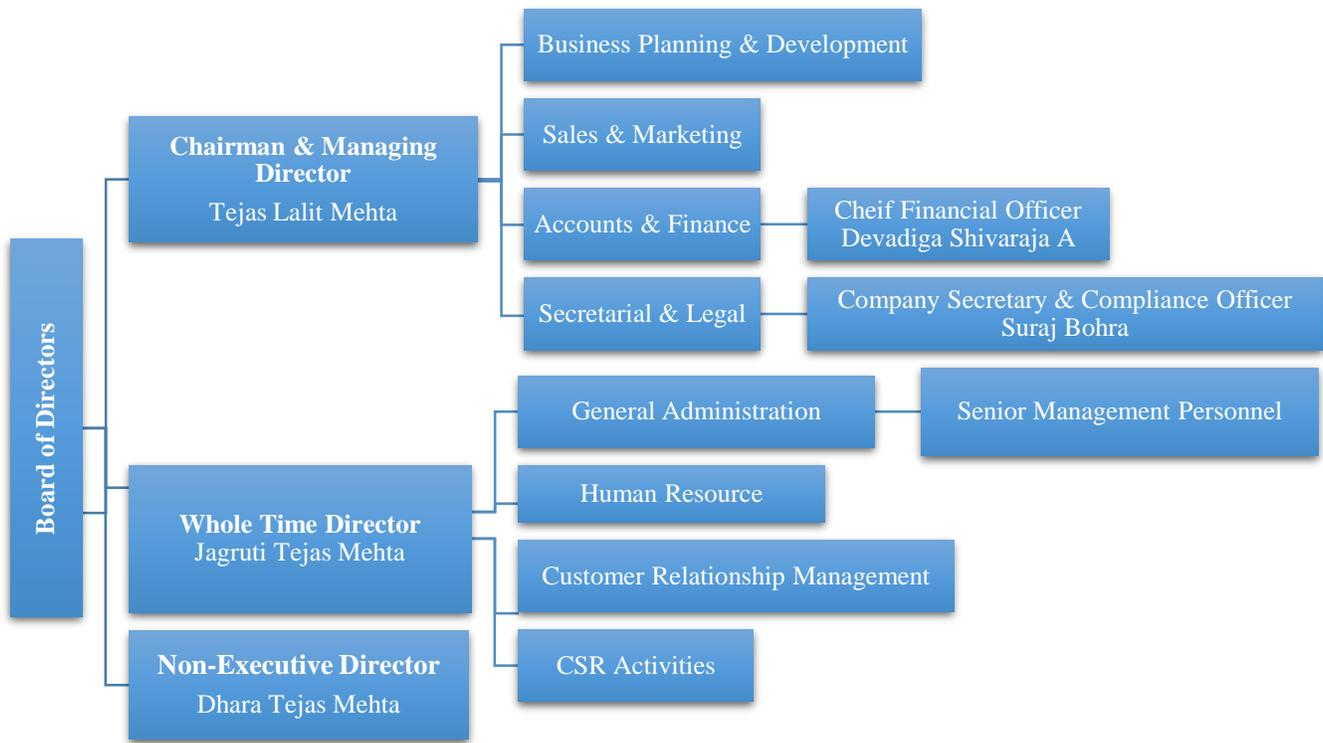 Board of Directors
Chairman & Managing
Director
Tejas Lalit Mehta
Business Planning & Development
Sales & Marketing
Accounts & Finance
Cheif Financial Officer
Devadiga Shivaraja A
Secretarial & Legal
Company Secretary & Compliance Officer
Suraj Bohra
Whole Time Director
Jagruti Tejas Mehta
General Administration
Senior Management Personnel
Human Resource
Customer Relationship Management
CSR Activities
Non-Executive Director
Dhara Tejas Mehta